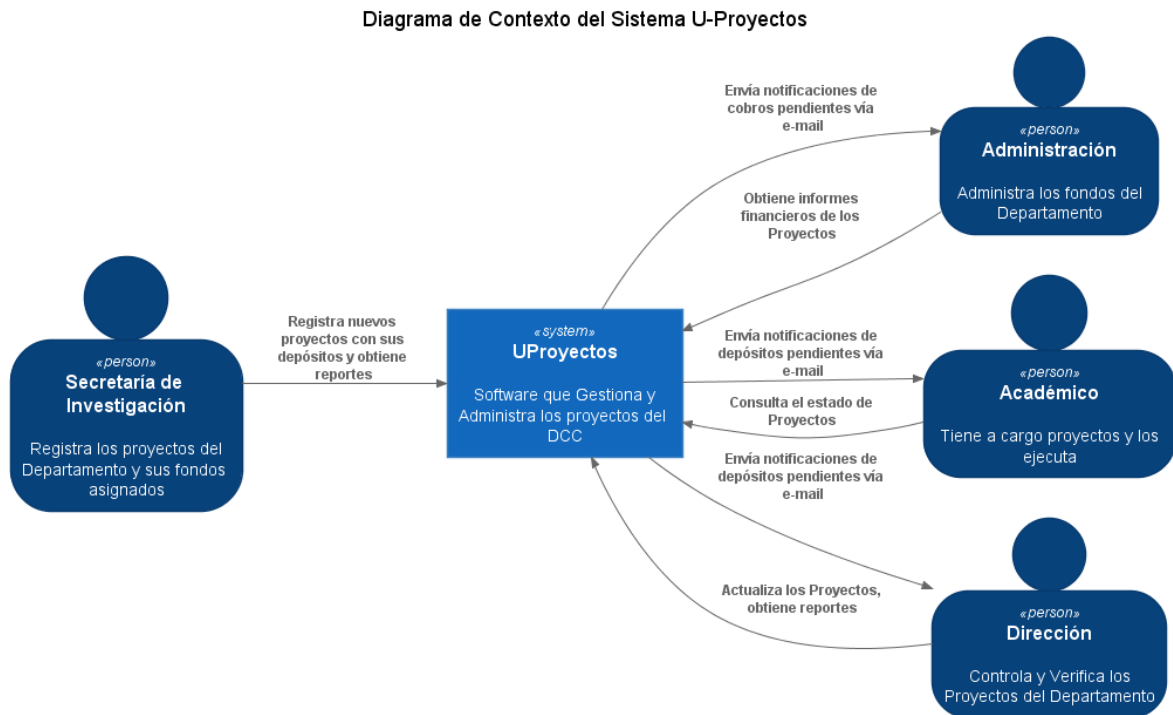 Diagrama de Contexto del Sistema U-Proyectos
Envía notificaciones de
cobros pendientes vía
e-mail
«person»
Administración
Administra los fondos del
Departamento
Obtiene informes
financieros de los
Proyectos
«person»
Secretaría de
Investigación
Registra los proyectos del
Departamento y sus fondos
asignados
Registra nuevos
proyectos con sus
depósitos y obtiene
reportes
«system»
UProyectos
Software que Gestiona y
Administra los proyectos del
DCC
Envía notificaciones de
depósitos pendientes vía
e-mail
Consulta el estado de
Proyectos
«person»
Académico
Tiene a cargo proyectos y los
ejecuta
Envía notificaciones de
depósitos pendientes vía
e-mail
Actualiza los Proyectos,
obtiene reportes
«person»
Dirección
Controla y Verifica los
Proyectos del Departamento